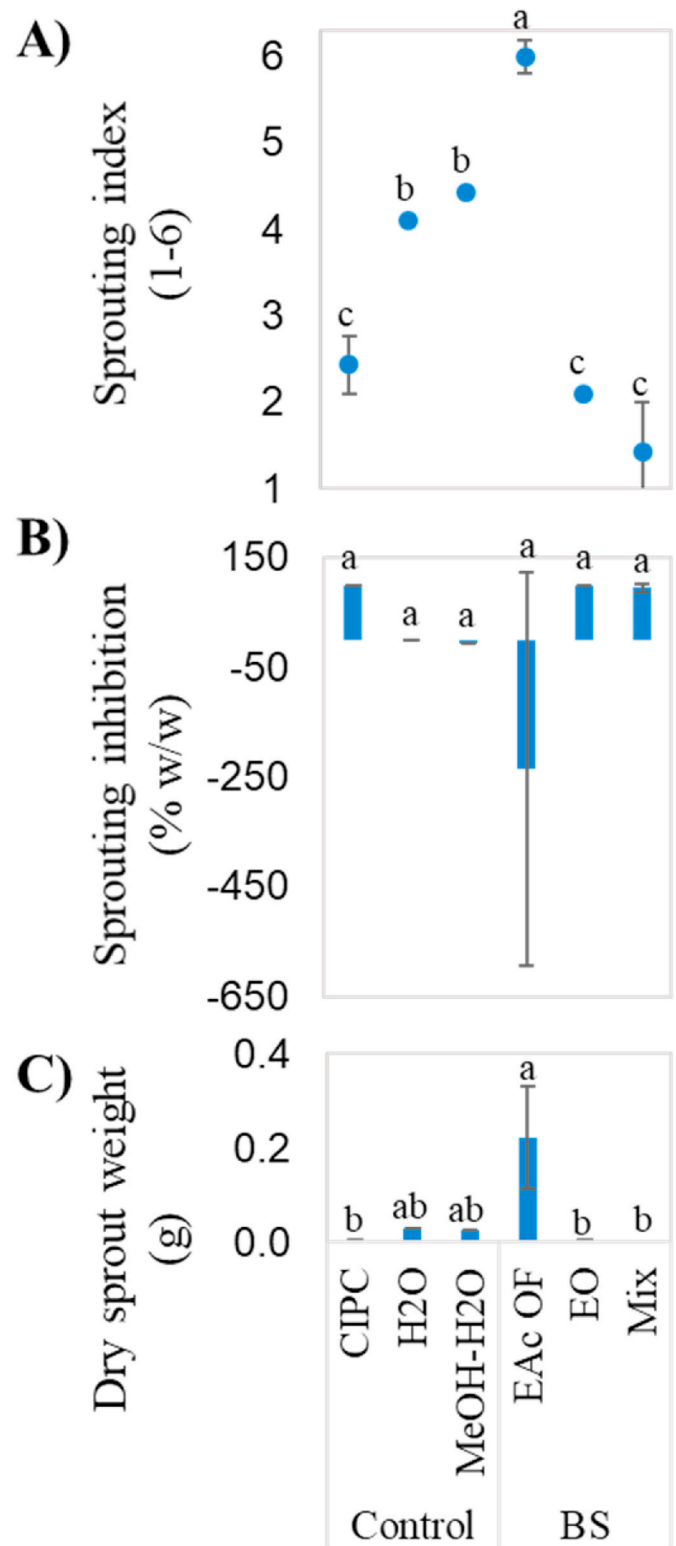 A)
Sprouting index
(1-6)
6
5
4
3
2
1
c
b
b
a
c
c
B)
Sprouting inhibition
(% w/w)
150
-50
-250
-450
-650
a
a
a
a
a
a
C)
Dry sprout weight
(g)
0.4
0.2
0.0
b
ab
ab
a
b
b
CIPC
H2O
MeOH-H2O
EAc OF
EO
Mix
Control
BS